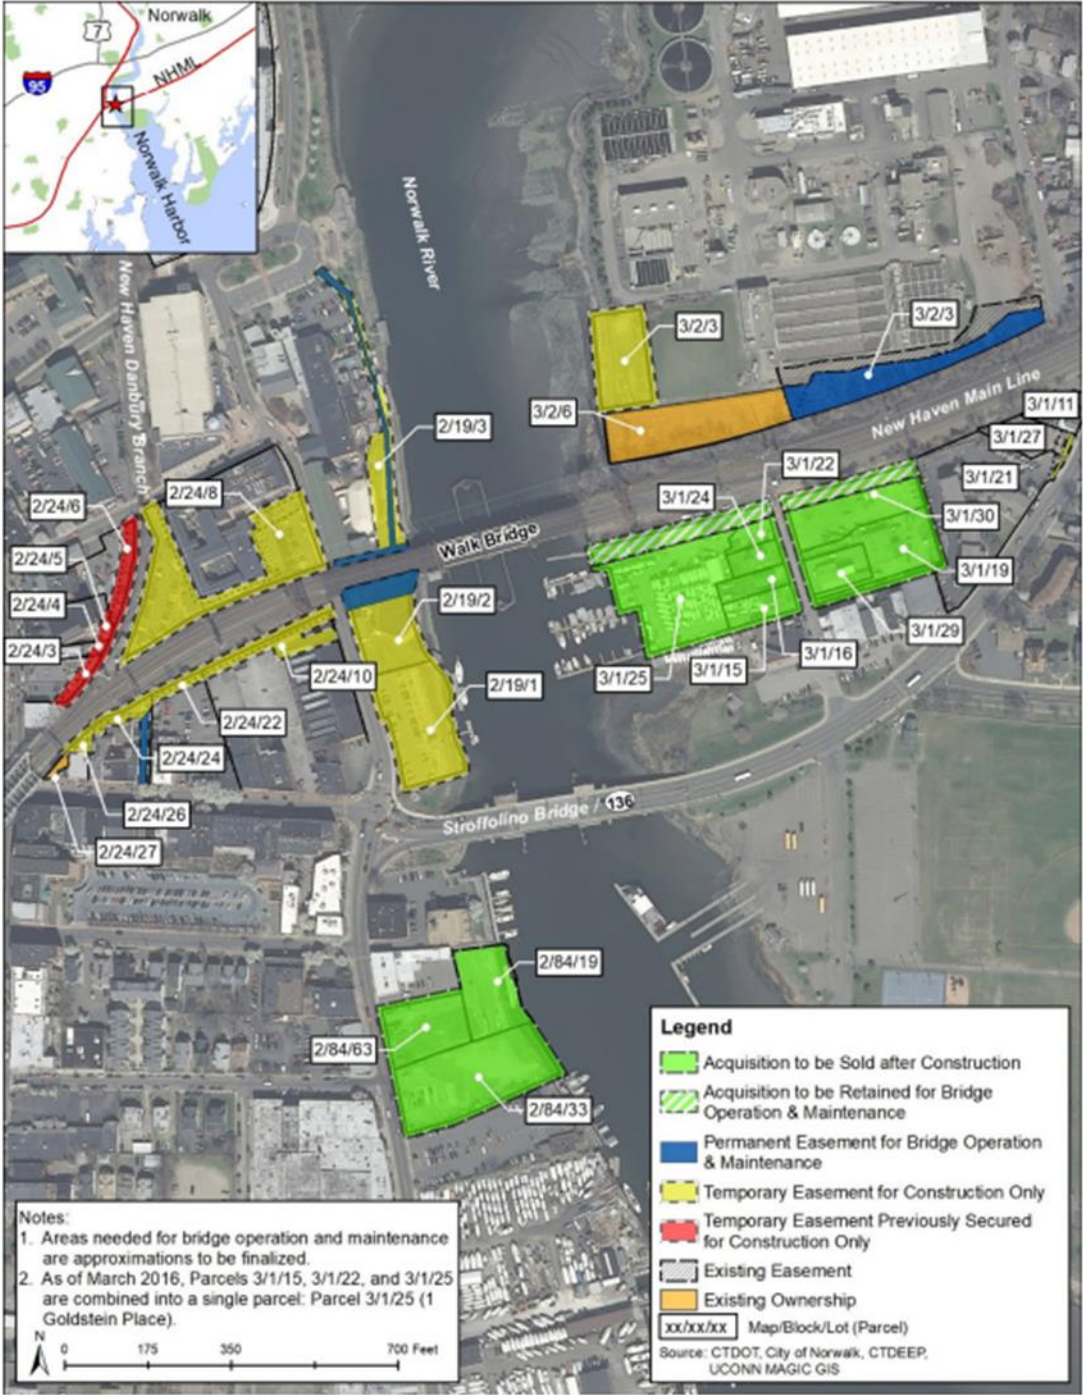 Norwalk
7
95
NHML
Norwalk Harbor
Norwalk River
New Haven Danbury Branch
3/2/3
3/2/3
3/2/6
New Haven Main Line
3/1/11
3/1/27
2/19/3
3/1/22
3/1/21
2/24/8
3/1/24
2/24/6
3/1/30
Walk Bridge
2/24/5
3/1/19
2/24/4
2/19/2
3/1/29
2/24/3
3/1/16
2/24/10
3/1/25
3/1/15
2/19/1
2/24/22
2/24/24
Stroffolino Bridge / 136
2/24/26
2/24/27
2/84/19
2/84/63
2/84/33
Legend
Acquisition to be Sold after Construction
Acquisition to be Retained for Bridge
Operation & Maintenance
Permanent Easement for Bridge Operation
& Maintenance
Temporary Easement for Construction Only
Temporary Easement Previously Secured
for Construction Only
Existing Easement
Existing Ownership
xx/xx/xx Map/Block/Lot (Parcel)
Source: CTDOT, City of Norwalk, CTDEEP,
UCONN MAGIC GIS
Notes:
1. Areas needed for bridge operation and maintenance
are approximations to be finalized.
2. As of March 2016, Parcels 3/1/15, 3/1/22, and 3/1/25
are combined into a single parcel: Parcel 3/1/25 (1
Goldstein Place).
N
0 175 350 700 Feet